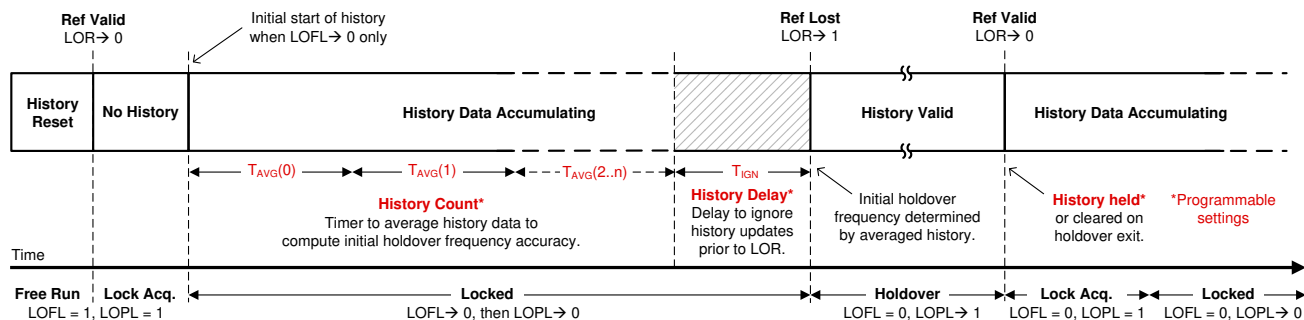 Ref Valid
LOR→ 0
Initial start of history
when LOFL→ 0 only
Ref Lost
LOR→ 1
Ref Valid
LOR→ 0
History
Reset
No History
History Data Accumulating
History Valid
History Data Accumulating
TAVG(0)
TAVG(1)
TAVG(2..n)
TIGN
History Count*
Timer to average history data to
compute initial holdover frequency accuracy.
History Delay*
Delay to ignore
history updates
prior to LOR.
Initial holdover
frequency determined
by averaged history.
History held*
or cleared on
holdover exit.
*Programmable
settings
Time
Free Run
Lock Acq.
LOFL = 1, LOPL = 1
Locked
LOFL→ 0, then LOPL→ 0
Holdover
LOFL = 0, LOPL→ 1
Lock Acq.
LOFL = 0, LOPL = 1
Locked
LOFL = 0, LOPL→ 0